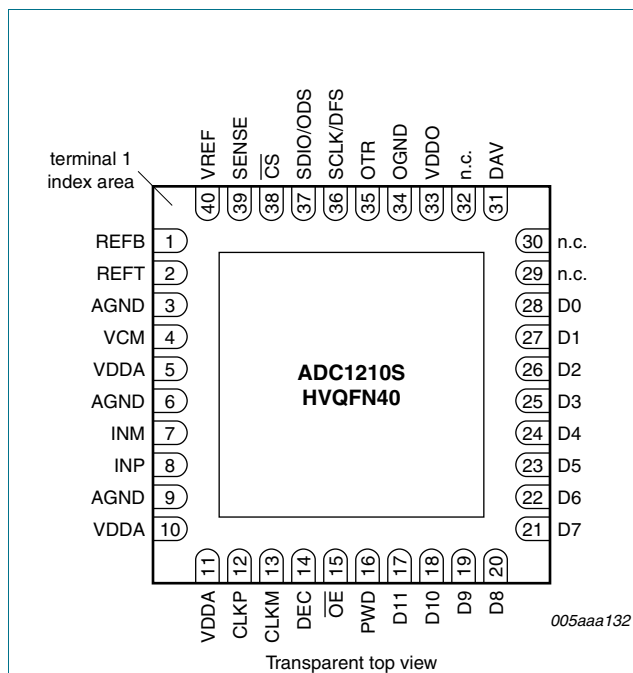 terminal 1
index area
VREF
SENSE
C̅S̅
SDIO/ODS
SCLK/DFS
OTR
OGND
VDDO
n.c.
DAV
40
39
38
37
36
35
34
33
32
31
REFB 1
REFT 2
AGND 3
VCM 4
VDDA 5
AGND 6
INM 7
INP 8
AGND 9
VDDA 10
30 n.c.
29 n.c.
28 D0
27 D1
26 D2
25 D3
24 D4
23 D5
22 D6
21 D7
ADC1210S
HVQFN40
11
12
13
14
15
16
17
18
19
20
VDDA
CLKP
CLKM
DEC
O̅E̅
PWD
D11
D10
D9
D8
005aaa132
Transparent top view